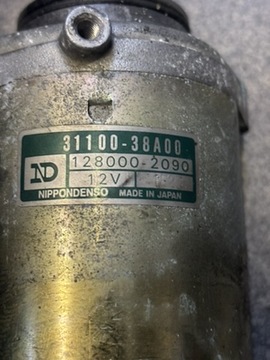 31100-38A00
ND 128000-2090
12V
NIPPONDENSO MADE IN JAPAN